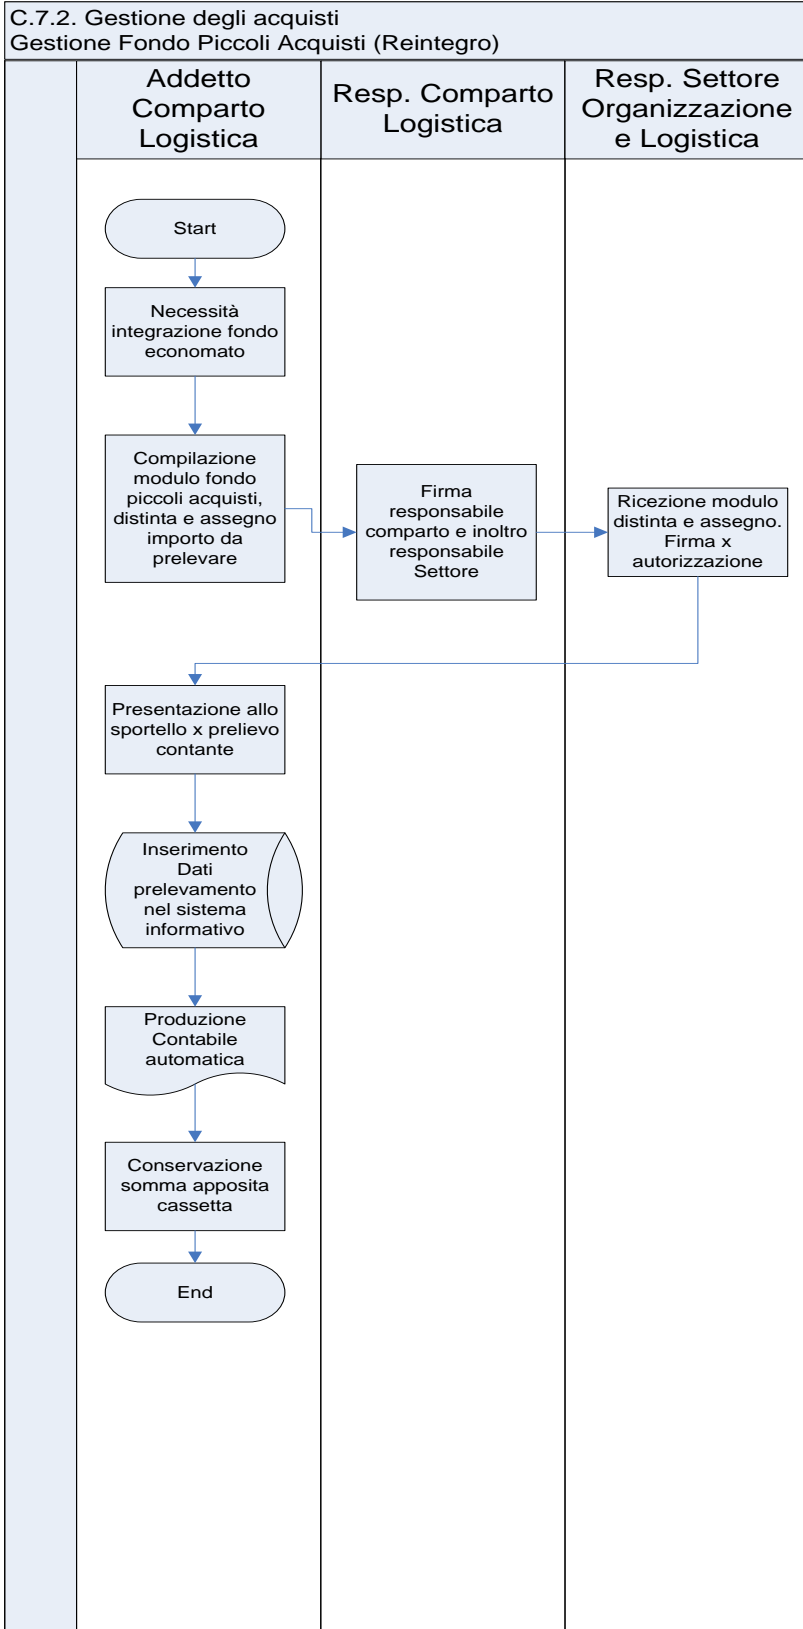 C.7.2. Gestione degli acquisti
Gestione Fondo Piccoli Acquisti (Reintegro)
Addetto
Comparto
Logistica
Resp. Comparto
Logistica
Resp. Settore
Organizzazione
e Logistica
Start
Necessità
integrazione fondo
economato
Compilazione
modulo fondo
piccoli acquisti,
distinta e assegno
importo da
prelevare
Firma
responsabile
comparto e inoltro
responsabile
Settore
Ricezione modulo
distinta e assegno.
Firma x
autorizzazione
Presentazione allo
sportello x prelievo
contante
Inserimento
Dati
prelevamento
nel sistema
informativo
Produzione
Contabile
automatica
Conservazione
somma apposita
cassetta
End